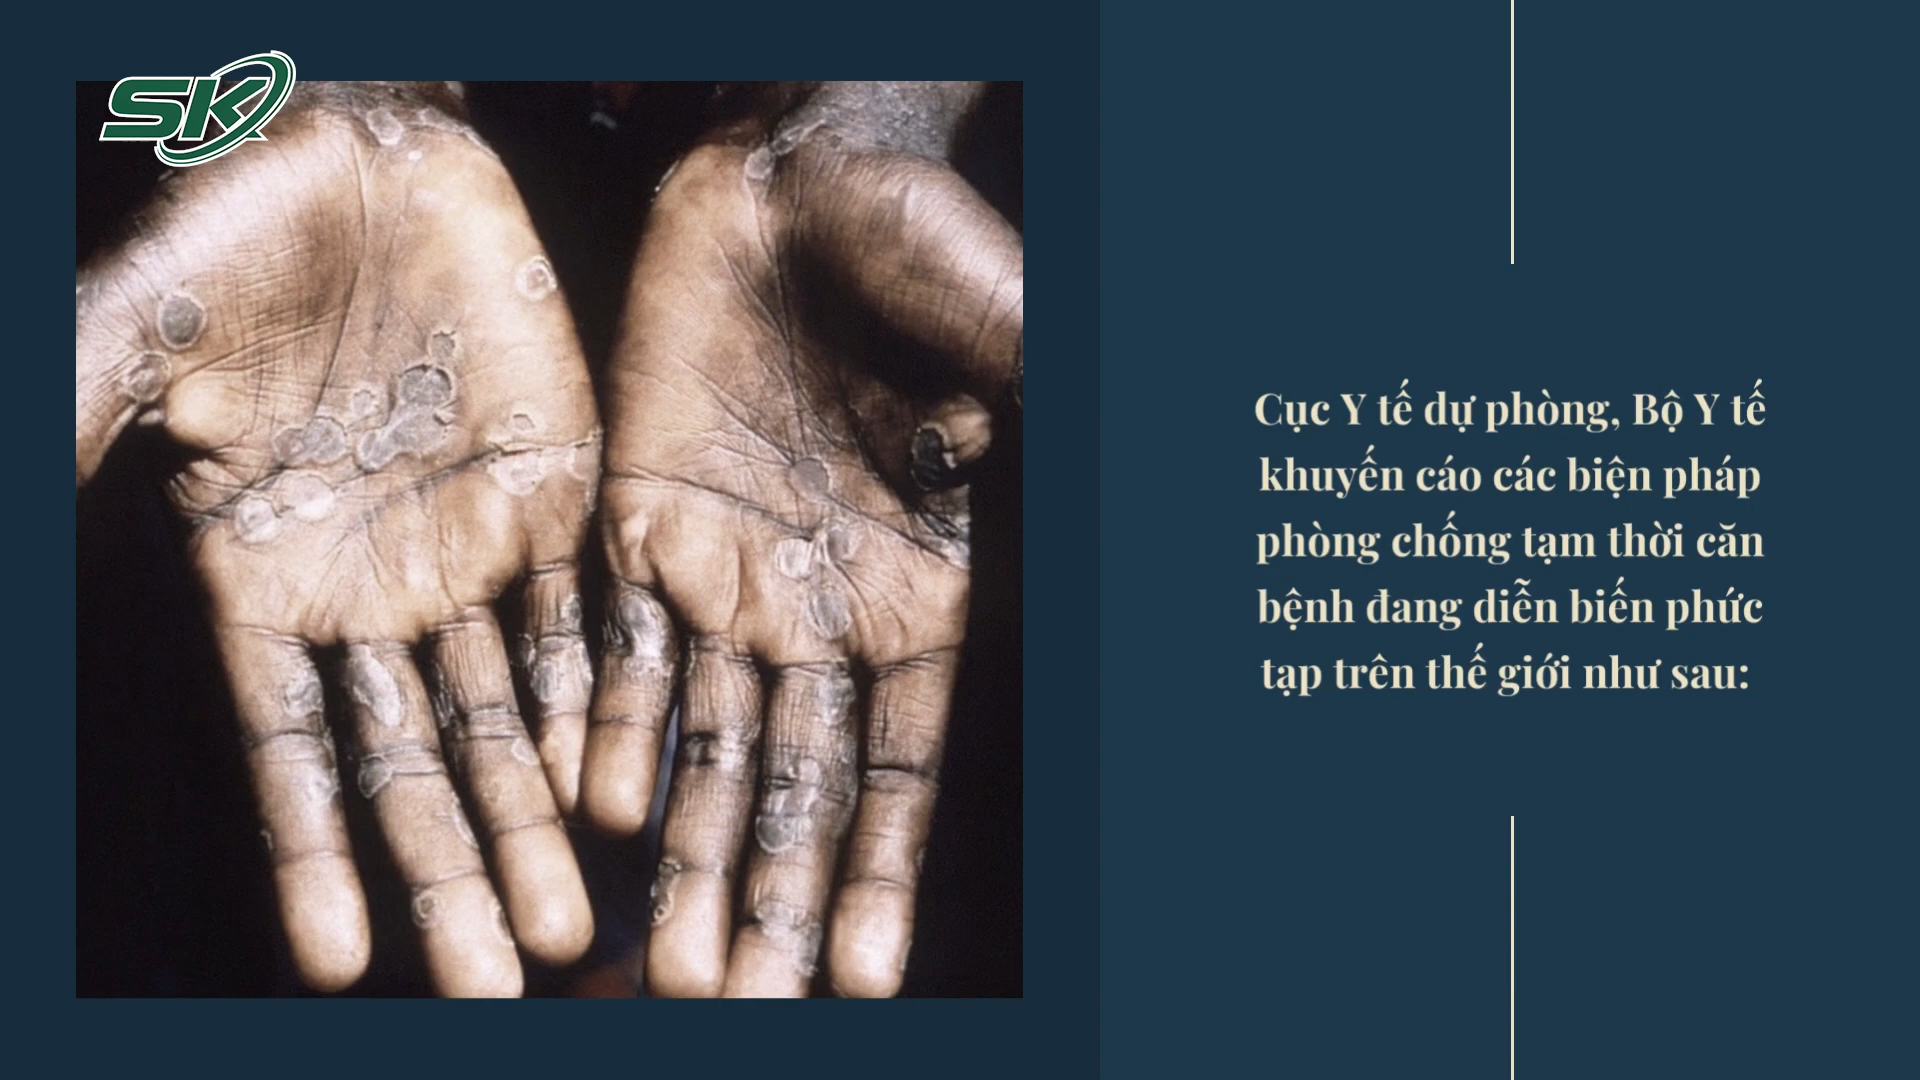 SK
Cục Y tế dự phòng, Bộ Y tế
khuyến cáo các biện pháp
phòng chống tạm thời căn
bệnh đang diễn biến phức
tạp trên thế giới như sau: